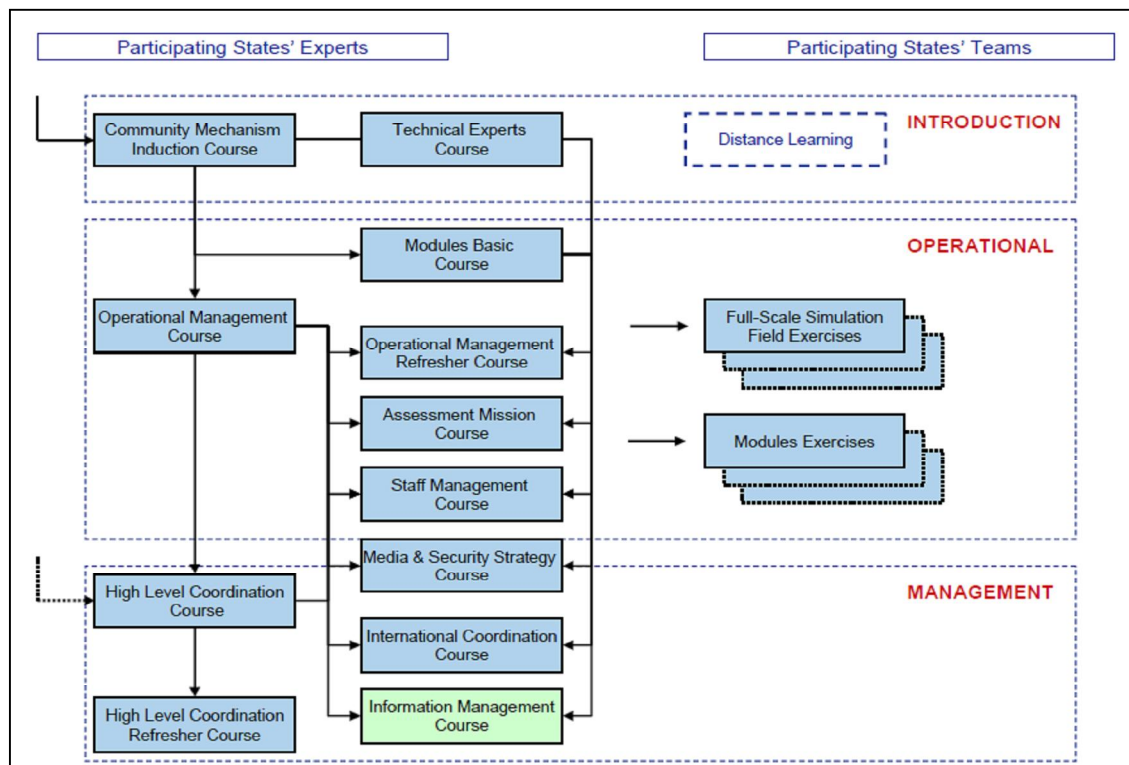 Participating States' Experts
Participating States' Teams
Community Mechanism
Induction Course
Technical Experts
Course
Distance Learning
INTRODUCTION
Modules Basic
Course
OPERATIONAL
Operational Management
Course
Operational Management
Refresher Course
Full-Scale Simulation
Field Exercises
Assessment Mission
Course
Modules Exercises
Staff Management
Course
Media & Security Strategy
Course
High Level Coordination
Course
MANAGEMENT
International Coordination
Course
High Level Coordination
Refresher Course
Information Management
Course